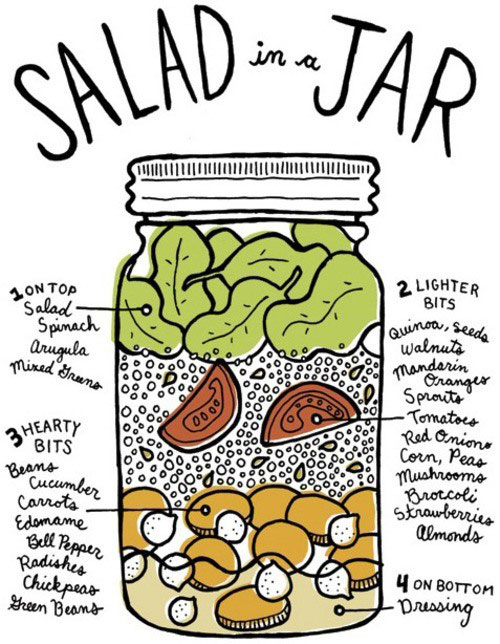 SALAD in a JAR
1 ON TOP
Salad
Spinach
Arugula
Mixed Greens
2 LIGHTER
BITS
Quinoa, seeds
Walnuts
Mandarin
Oranges
Sprouts
Tomatoes
Red Onions
Corn, Peas
Mushrooms
Broccoli
Strawberries
Almonds
3 HEARTY
BITS
Beans
Cucumber
Carrots
Edamame
Bell Pepper
Radishes
Chickpeas
Green Beans
4 ON BOTTOM
Dressing